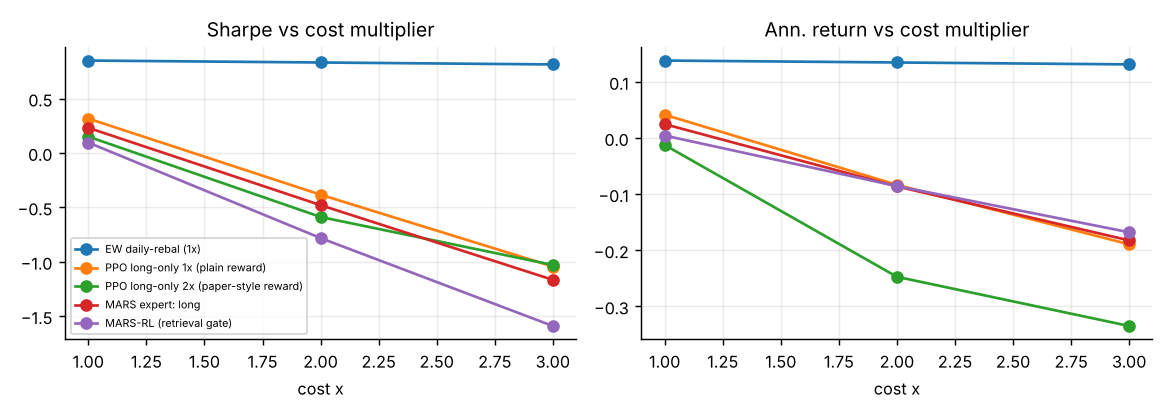 Sharpe vs cost multiplier
0.5
0.0
−0.5
−1.0
−1.5
EW daily-rebal (1x)
PPO long-only 1x (plain reward)
PPO long-only 2x (paper-style reward)
MARS expert: long
MARS-RL (retrieval gate)
1.00 1.25 1.50 1.75 2.00 2.25 2.50 2.75 3.00
cost x
Ann. return vs cost multiplier
0.1
0.0
−0.1
−0.2
−0.3
1.00 1.25 1.50 1.75 2.00 2.25 2.50 2.75 3.00
cost x